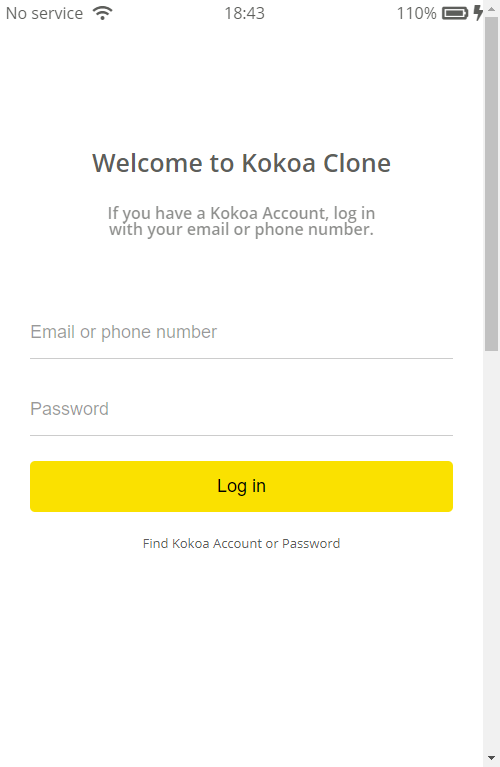 No service 18:43 110%
Welcome to Kokoa Clone
If you have a Kokoa Account, log in
with your email or phone number.
Email or phone number
Password
Log in
Find Kokoa Account or Password